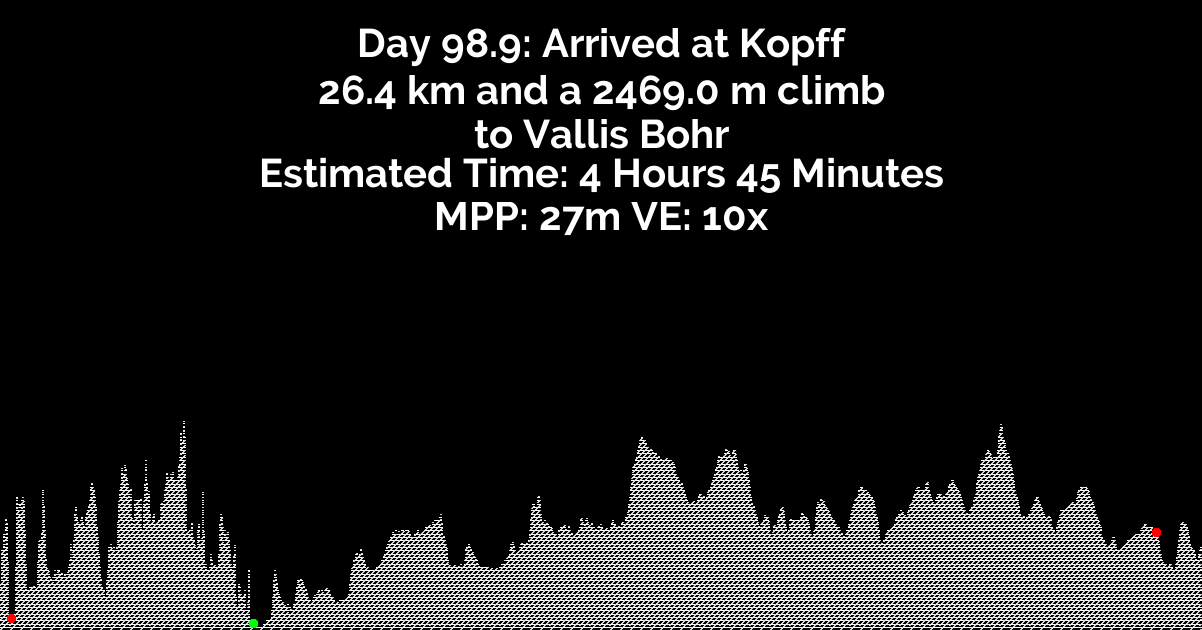 Day 98.9: Arrived at Kopff
26.4 km and a 2469.0 m climb
to Vallis Bohr
Estimated Time: 4 Hours 45 Minutes
MPP: 27m VE: 10x